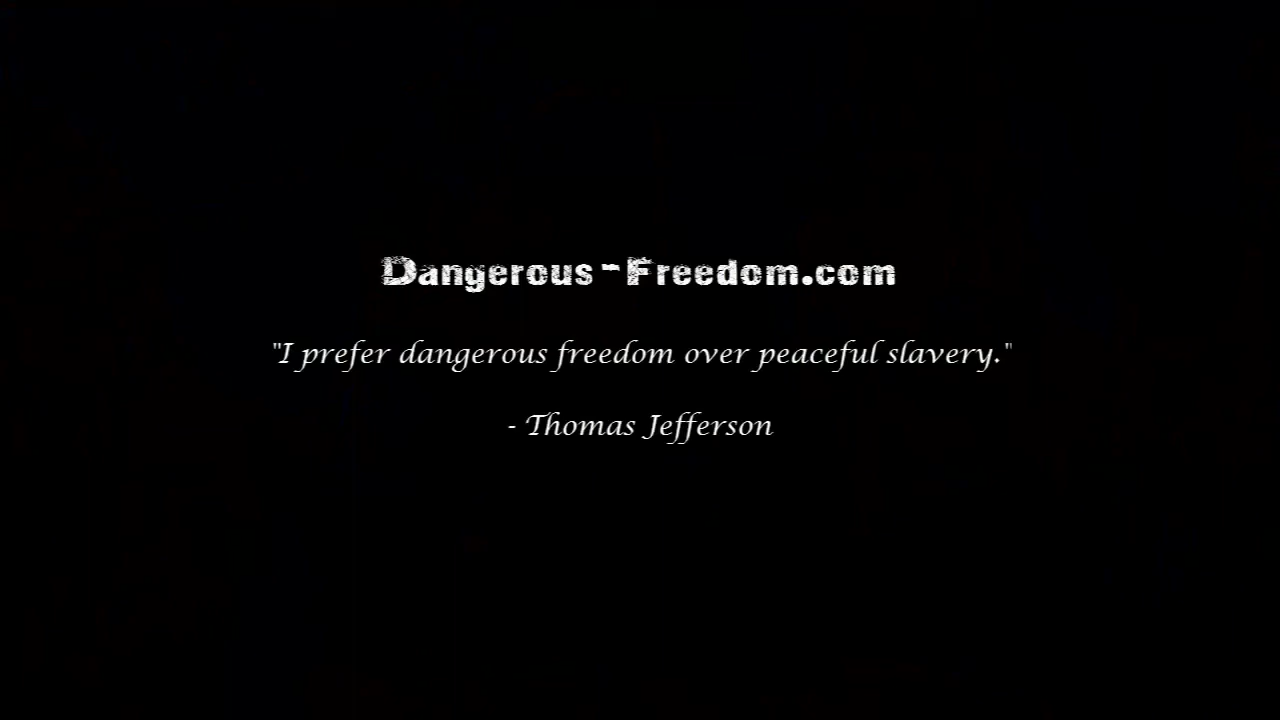 Dangerous-Freedom.com
"I prefer dangerous freedom over peaceful slavery."
- Thomas Jefferson